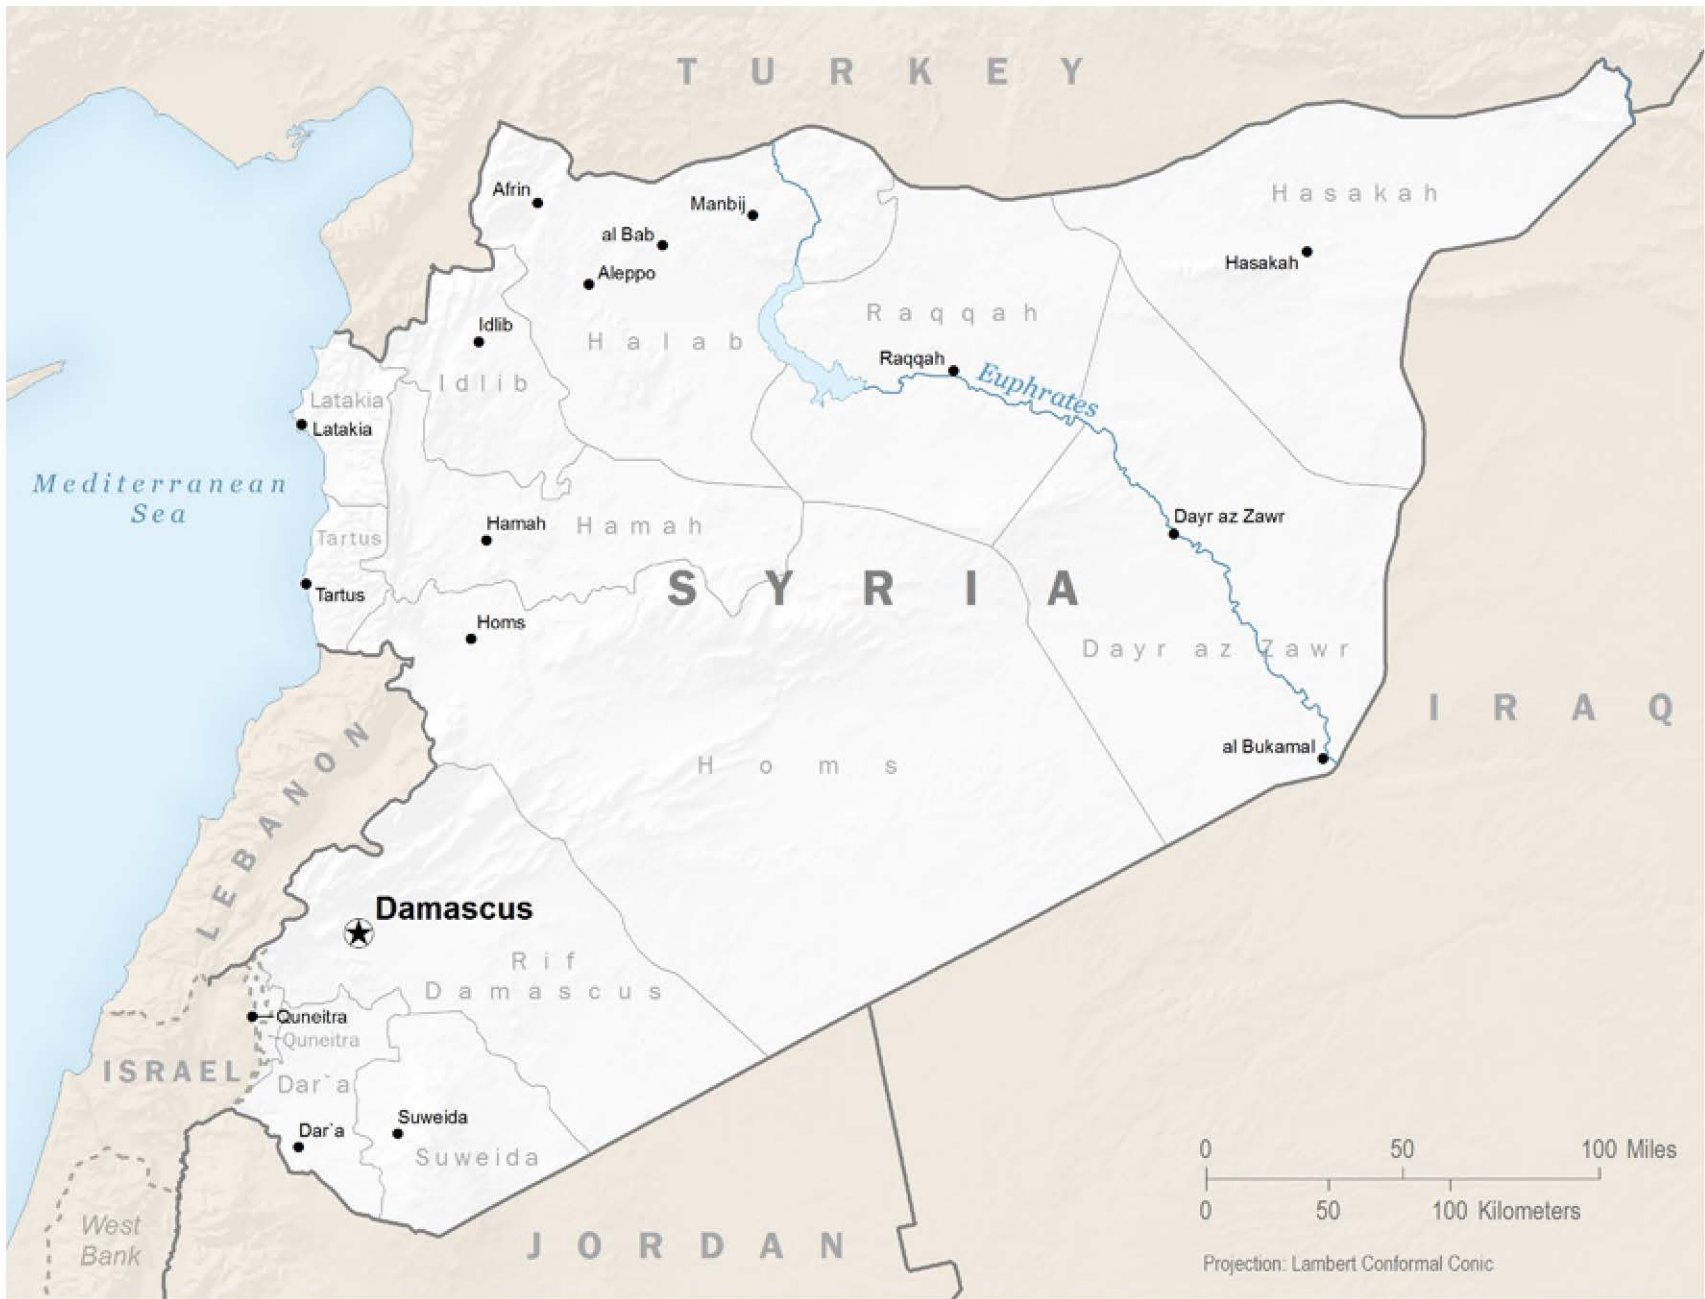 TURKEY
Afrin
Manbij
Hasakah
al Bab
Hasakah
Aleppo
Raqqah
Idlib
Halab
Raqqah
Euphrates
Idlib
Latakia
Latakia
Mediterranean
Sea
Dayr az Zawr
Hamah
Hamah
Tartus
SYRIA
Tartus
Homs
Dayr az Zawr
IRAQ
LEBANON
al Bukamal
Homs
Damascus
Rif
Damascus
Quneitra
Quneitra
ISRAEL
Dar`a
Suweida
Dar`a
Suweida
West
Bank
JORDAN
0 50 100 Miles
0 50 100 Kilometers
Projection: Lambert Conformal Conic